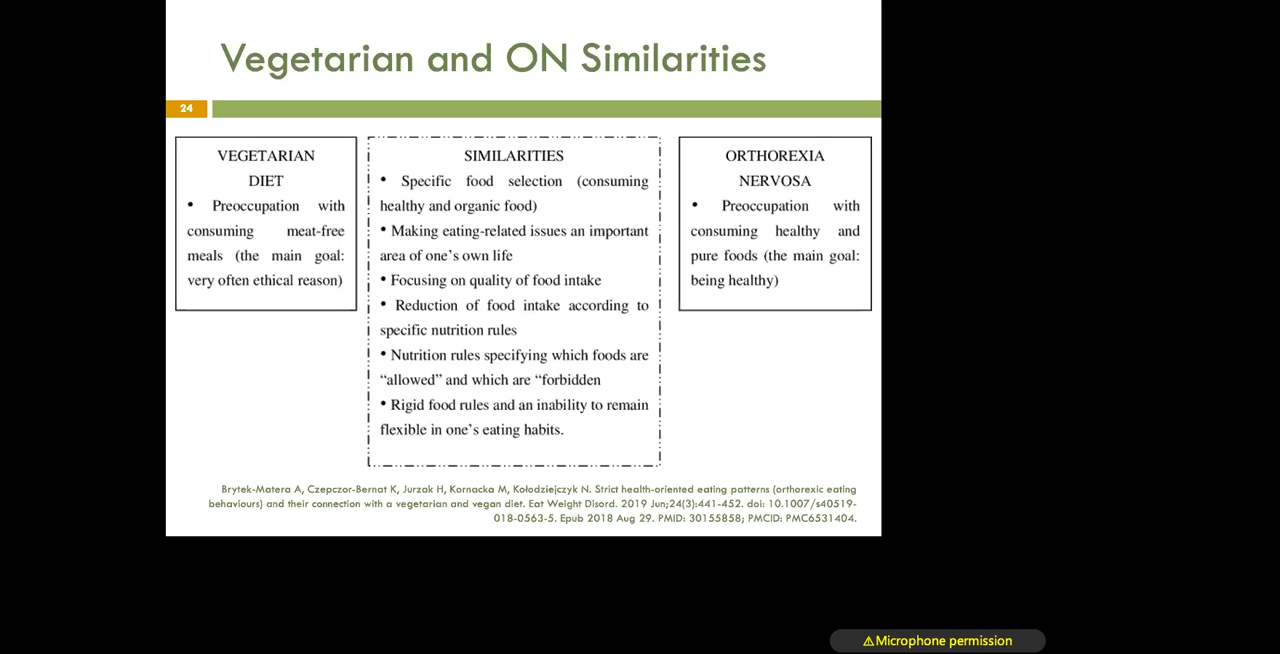 Vegetarian and ON Similarities
24
VEGETARIAN
DIET
• Preoccupation with
consuming meat-free
meals (the main goal:
very often ethical reason)
SIMILARITIES
• Specific food selection (consuming
healthy and organic food)
• Making eating-related issues an important
area of one's own life
• Focusing on quality of food intake
• Reduction of food intake according to
specific nutrition rules
• Nutrition rules specifying which foods are
“allowed” and which are “forbidden
• Rigid food rules and an inability to remain
flexible in one's eating habits.
ORTHOREXIA
NERVOSA
• Preoccupation with
consuming healthy and
pure foods (the main goal:
being healthy)
Brytek-Matera A, Czepczor-Bernat K, Jurzak H, Kornacka M, Kołodziejczyk N. Strict health-oriented eating patterns (orthorexic eating
behaviours) and their connection with a vegetarian and vegan diet. Eat Weight Disord. 2019 Jun;24(3):441-452. doi: 10.1007/s40519-
018-0563-5. Epub 2018 Aug 29. PMID: 30155858; PMCID: PMC6531404.
⚠Microphone permission